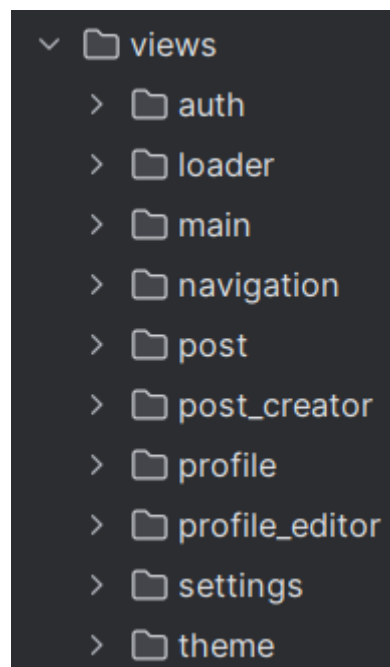 views
auth
loader
main
navigation
post
post_creator
profile
profile_editor
settings
theme